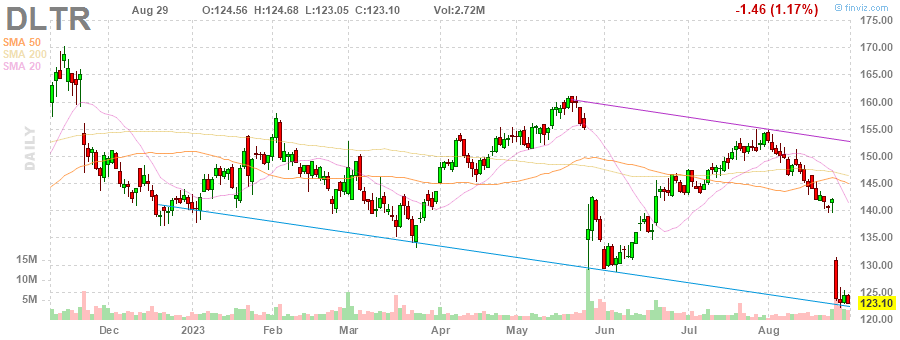 DLTR Aug 29 O:124.56 H:124.68 L:123.05 C:123.10 Vol:2.72M -1.46 (1.17%) finviz.com
SMA 50
SMA 200
SMA 20
DAILY
175.00
170.00
165.00
160.00
155.00
150.00
145.00
140.00
135.00
130.00
125.00
123.10
120.00
15M
10M
5M
Dec 2023 Feb Mar Apr May Jun Jul Aug